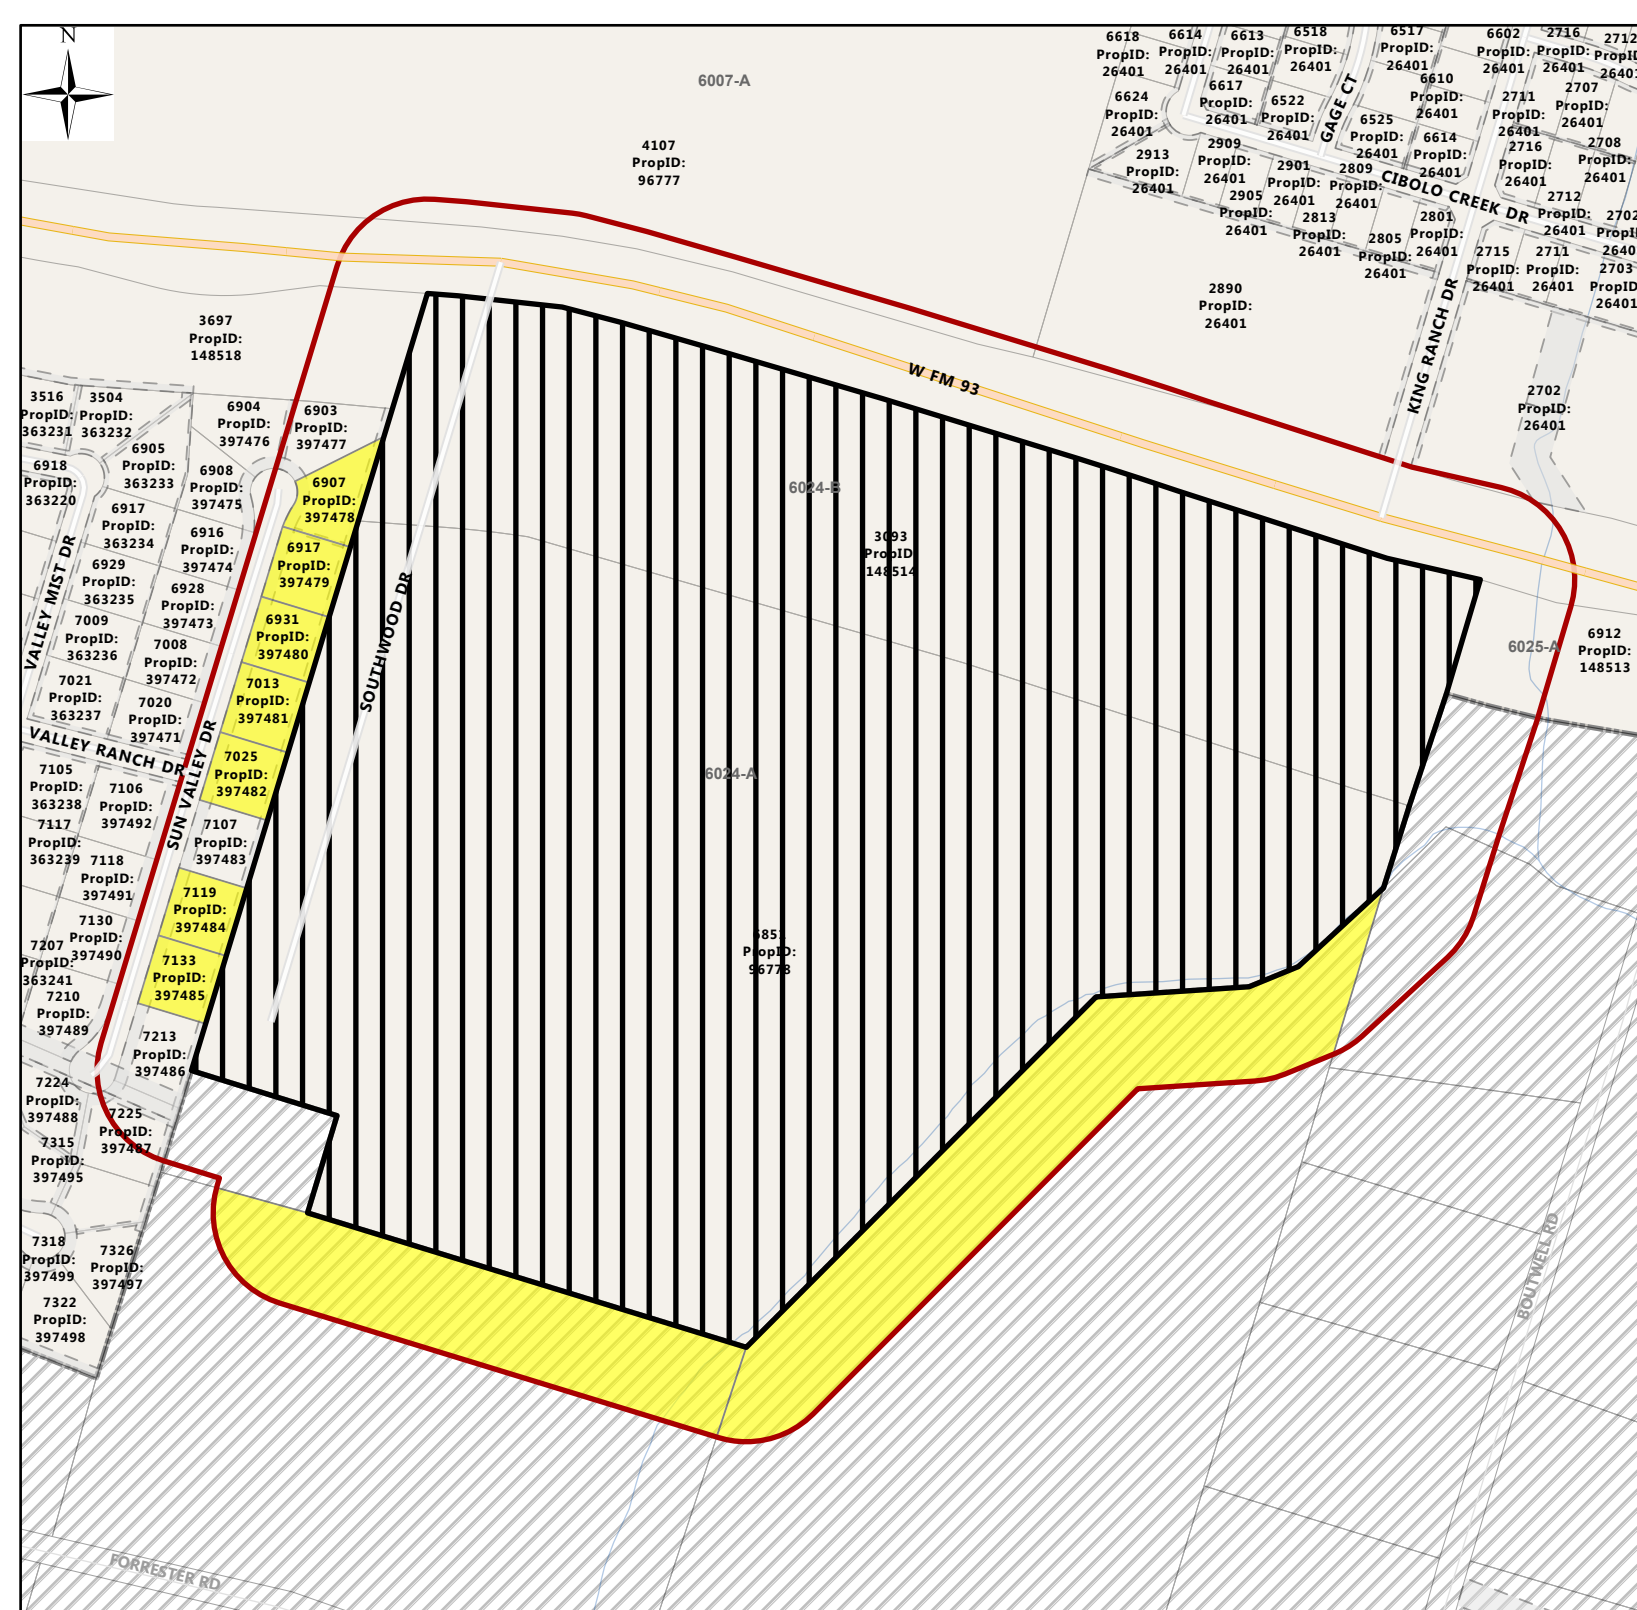 N
6007-A
4107
PropID:
96777
6618
PropID:
26401
6614
PropID:
26401
6613
PropID:
26401
6518
PropID:
26401
6517
PropID:
26401
6602
PropID:
26401
2716
PropID:
26401
2712
6624
PropID:
26401
6617
PropID:
26401
6522
PropID:
26401
GAGE CT
6525
PropID:
26401
6610
PropID:
26401
2711
PropID:
26401
2707
PropID:
26401
6614
PropID:
26401
2716
PropID:
26401
2708
PropID:
26401
2913
PropID:
26401
2909
PropID:
26401
2905
PropID:
26401
2901
PropID:
26401
2813
PropID:
26401
2809
PropID:
26401
CIBOLO CREEK DR
2805
PropID:
26401
2801
PropID:
26401
2712
PropID:
26401
2702
2715
PropID:
26401
2711
PropID:
26401
2703
PropID:
26401
2890
PropID:
26401
KING RANCH DR
2702
PropID:
26401
W FM 93
3697
PropID:
148518
3516
PropID:
363231
3504
PropID:
363232
6904
PropID:
397476
6903
PropID:
397477
6918
PropID:
363220
6905
PropID:
363233
6908
PropID:
397475
6907
PropID:
397478
6917
PropID:
363234
6916
PropID:
397474
6917
PropID:
397479
6929
PropID:
363235
6928
PropID:
397473
6931
PropID:
397480
VALLEY MIST DR
7009
PropID:
363236
7008
PropID:
397472
7013
PropID:
397481
7021
PropID:
363237
7020
PropID:
397471
7025
PropID:
397482
VALLEY RANCH DR
SUN VALLEY DR
SOUTHWOOD DR
6024-B
3093
PropID:
148514
6025-A
6912
PropID:
148513
6024-A
6851
PropID:
96778
7105
PropID:
363238
7106
PropID:
397492
7107
PropID:
397483
7117
PropID:
363239
7118
PropID:
397491
7119
PropID:
397484
7130
PropID:
397490
7133
PropID:
397485
7207
PropID:
363241
7210
PropID:
397489
7213
PropID:
397486
7224
PropID:
397488
7225
PropID:
397487
7315
PropID:
397495
7318
PropID:
397499
7326
PropID:
397497
7322
PropID:
397498
BOUTWELL RD
FORRESTER RD